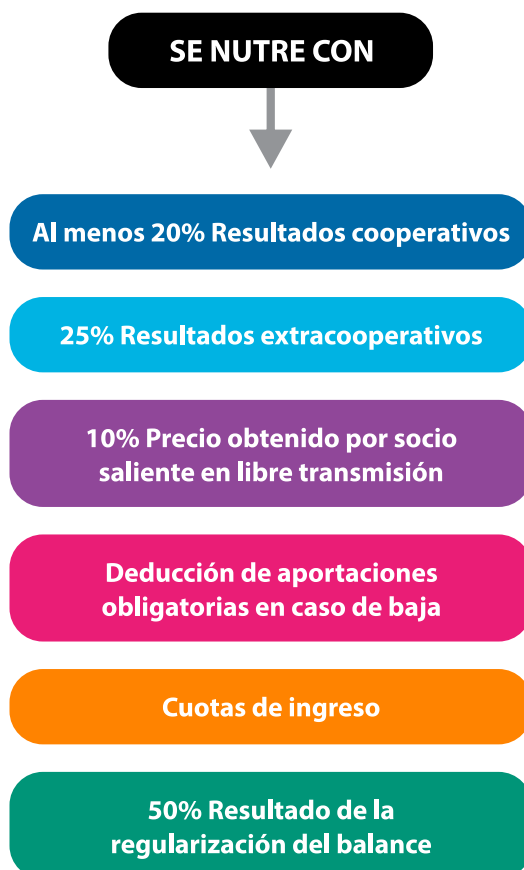 SE NUTRE CON
Al menos 20% Resultados cooperativos
25% Resultados extracooperativos
10% Precio obtenido por socio
saliente en libre transmisión
Deducción de aportaciones
obligatorias en caso de baja
Cuotas de ingreso
50% Resultado de la
regularización del balance